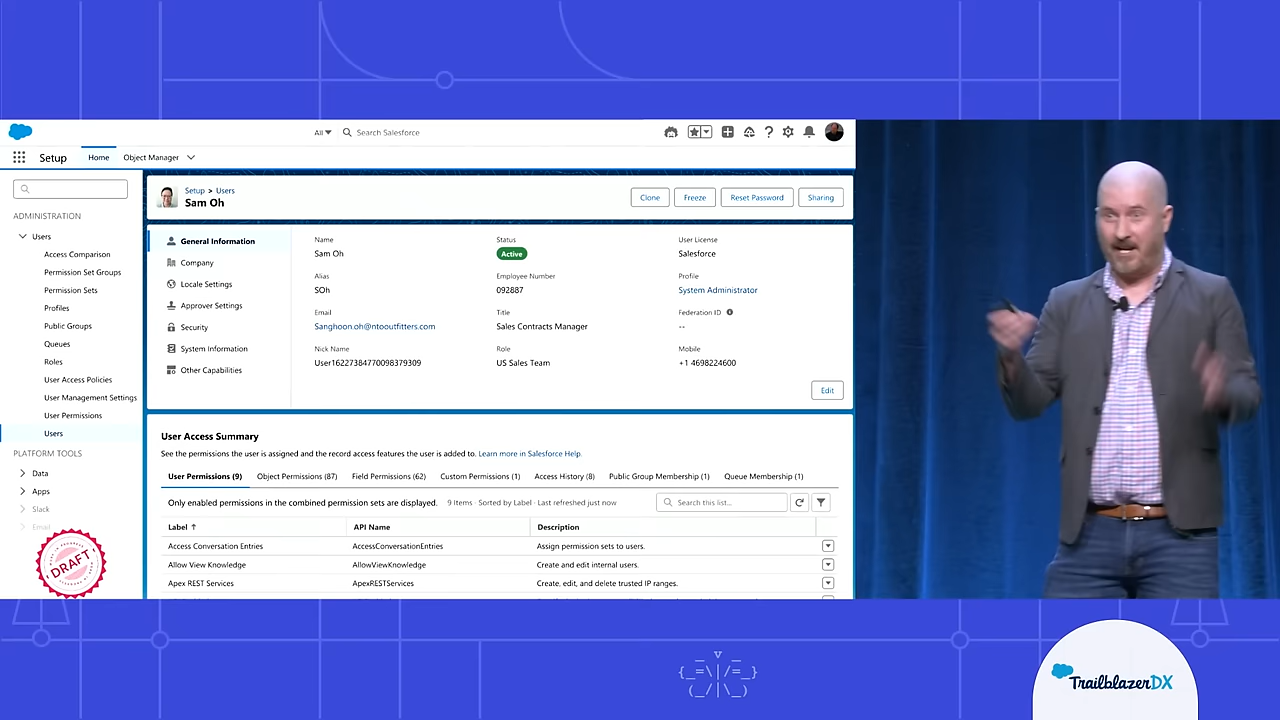 All
Search Salesforce
Setup
Home
Object Manager
ADMINISTRATION
Users
Access Comparison
Permission Set Groups
Permission Sets
Profiles
Public Groups
Queues
Roles
User Access Policies
User Management Settings
User Permissions
Users
PLATFORM TOOLS
Data
Apps
Slack
Email
DRAFT
Setup > Users
Sam Oh
Clone
Freeze
Reset Password
Sharing
General Information
Company
Locale Settings
Approver Settings
Security
System Information
Other Capabilities
Name
Sam Oh
Status
Active
User License
Salesforce
Alias
SOh
Employee Number
092887
Profile
System Administrator
Email
Sanghoon.oh@ntooutfitters.com
Title
Sales Contracts Manager
Federation ID
--
Nick Name
User16227384770098379309
Role
US Sales Team
Mobile
+1 4698224600
Edit
User Access Summary
See the permissions the user is assigned and the record access features the user is added to. Learn more in Salesforce Help.
User Permissions (9)
Object Permissions (87)
Field Permissions (62)
Custom Permissions (1)
Access History (8)
Public Group Membership (1)
Queue Membership (1)
Only enabled permissions in the combined permission sets are displayed.
9 Items · Sorted by Label · Last refreshed just now
Search this list...
Label ↑ API Name Description
Access Conversation Entries AccessConversationEntries Assign permission sets to users.
Allow View Knowledge AllowViewKnowledge Create and edit internal users.
Apex REST Services ApexRESTServices Create, edit, and delete trusted IP ranges.
TrailblazerDX